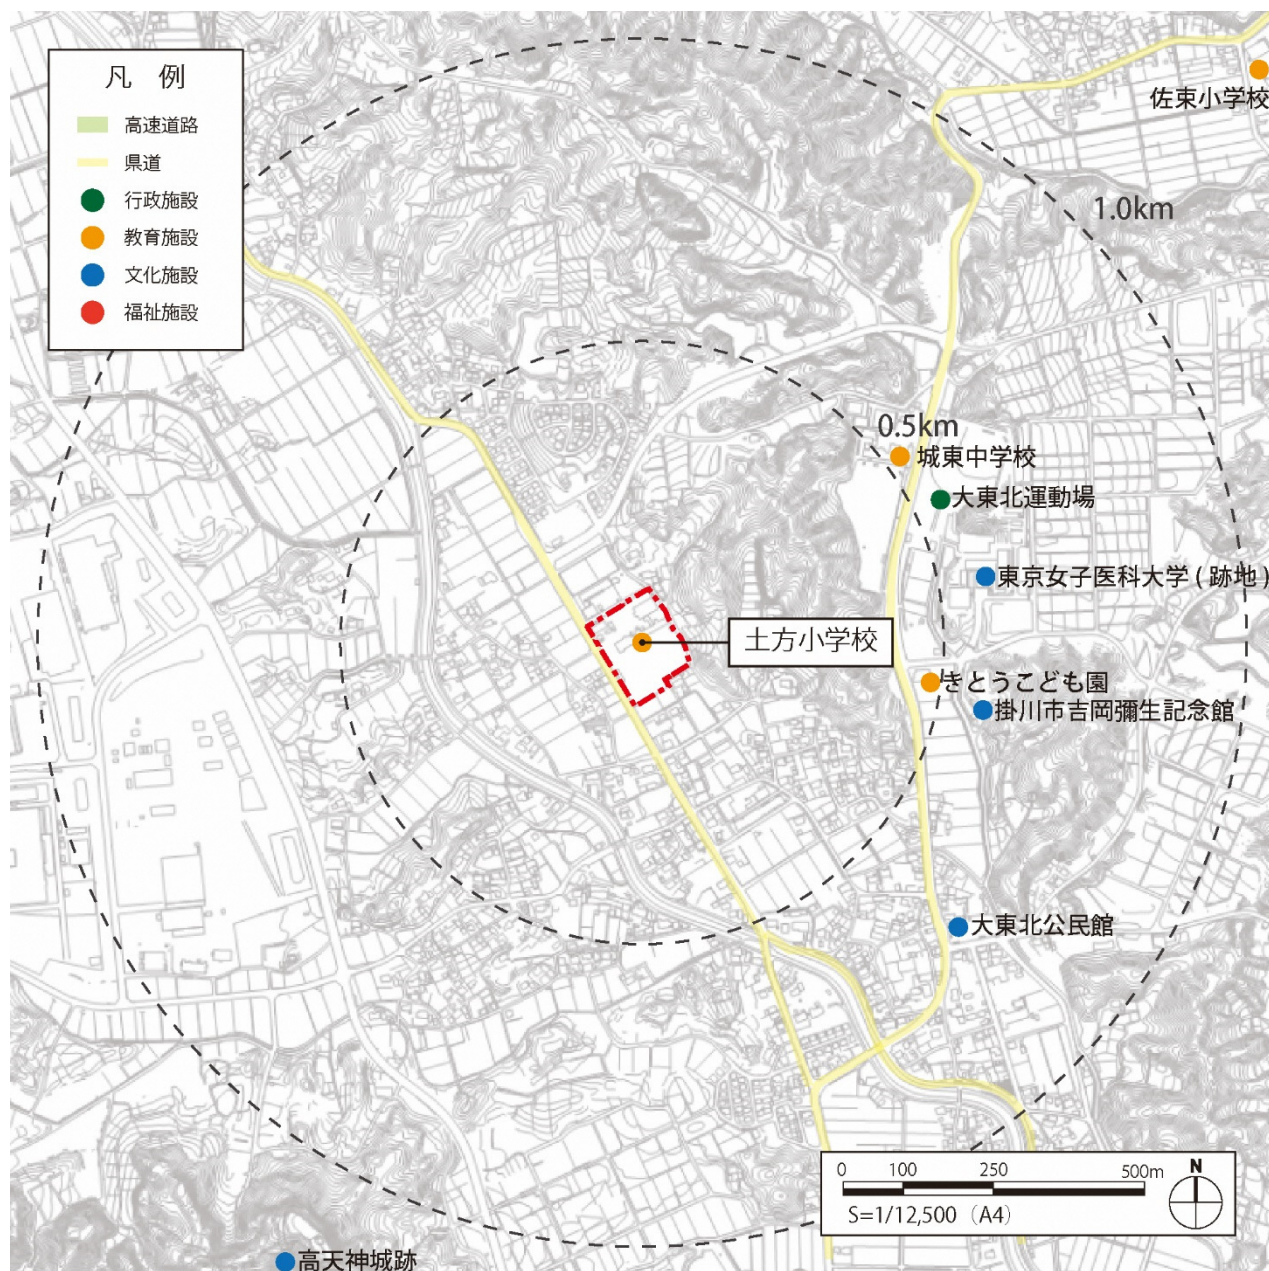 凡 例
高速道路
県道
行政施設
教育施設
文化施設
福祉施設
佐束小学校
1.0km
0.5km
城東中学校
大東北運動場
東京女子医科大学(跡地)
土方小学校
きとうこども園
掛川市吉岡彌生記念館
大東北公民館
高天神城跡
0 100 250 500m
N
S=1/12,500 (A4)